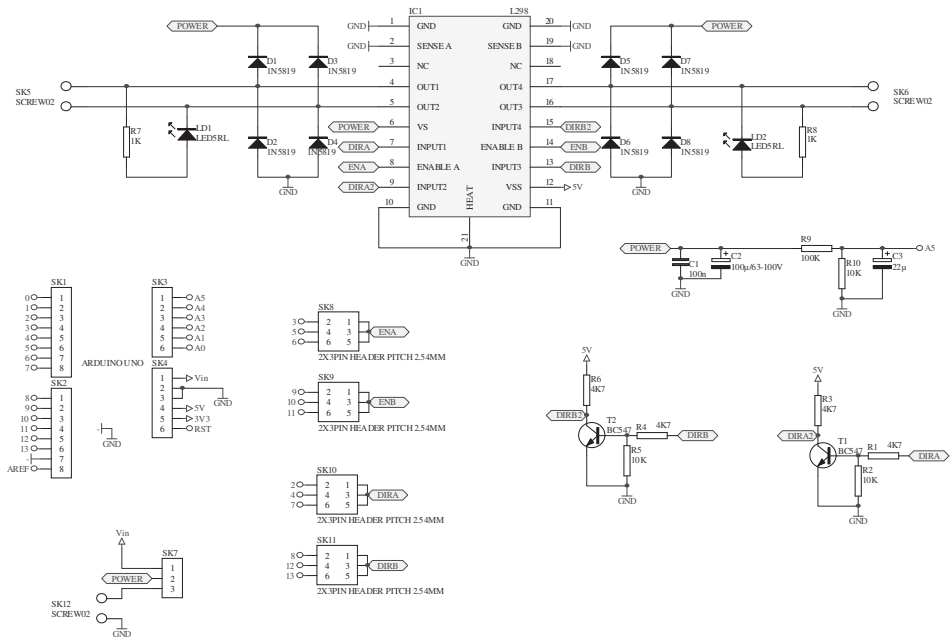 IC1 L298
POWER GND 1 GND GND 20 GND POWER
GND 2 SENSE A SENSE B 19 GND
D1 1N5819 D3 1N5819 3 NC NC 18 D5 1N5819 D7 1N5819
SK5 SCREW02 4 OUT1 OUT4 17 SK6 SCREW02
5 OUT2 OUT3 16
R7 1K LD1 LED5RL D2 1N5819 D4 1N5819 POWER 6 VS INPUT4 15 DIRB2 D6 1N5819 D8 1N5819 LD2 LED5RL R8 1K
DIRA 7 INPUT1 ENABLE B 14 ENB
ENA 8 ENABLE A INPUT3 13 DIRB
GND DIRA2 9 INPUT2 VSS 12 5V GND
10 GND HEAT GND 11
21
GND
POWER C1 100n C2 100µ/63-100V + R9 100K R10 10K + C3 22µ A5
GND GND
SK1
0 1
1 2
2 3
3 4
4 5
5 6
6 7
7 8
SK3
1 A5
2 A4
3 A3
4 A2
5 A1
6 A0
ARDUINO UNO
SK2
8 1
9 2
10 3
11 4
12 5
13 6
- 7
AREF 8
- GND
SK4
1 Vin
2
3 GND
4 5V
5 3V3
6 RST
SK8
3 2 1
5 4 3 ENA
6 6 5
2X3PIN HEADER PITCH 2.54MM
SK9
9 2 1
10 4 3 ENB
11 6 5
2X3PIN HEADER PITCH 2.54MM
SK10
2 2 1
4 4 3 DIRA
7 6 5
2X3PIN HEADER PITCH 2.54MM
SK11
8 2 1
12 4 3 DIRB
13 6 5
2X3PIN HEADER PITCH 2.54MM
5V
R6 4K7
DIRB2 T2 BC547 R4 4K7 DIRB
R5 10K
GND
5V
R3 4K7
DIRA2 T1 BC547 R1 4K7 DIRA
R2 10K
GND
Vin SK7
1
POWER 2
3
SK12
SCREW02
GND